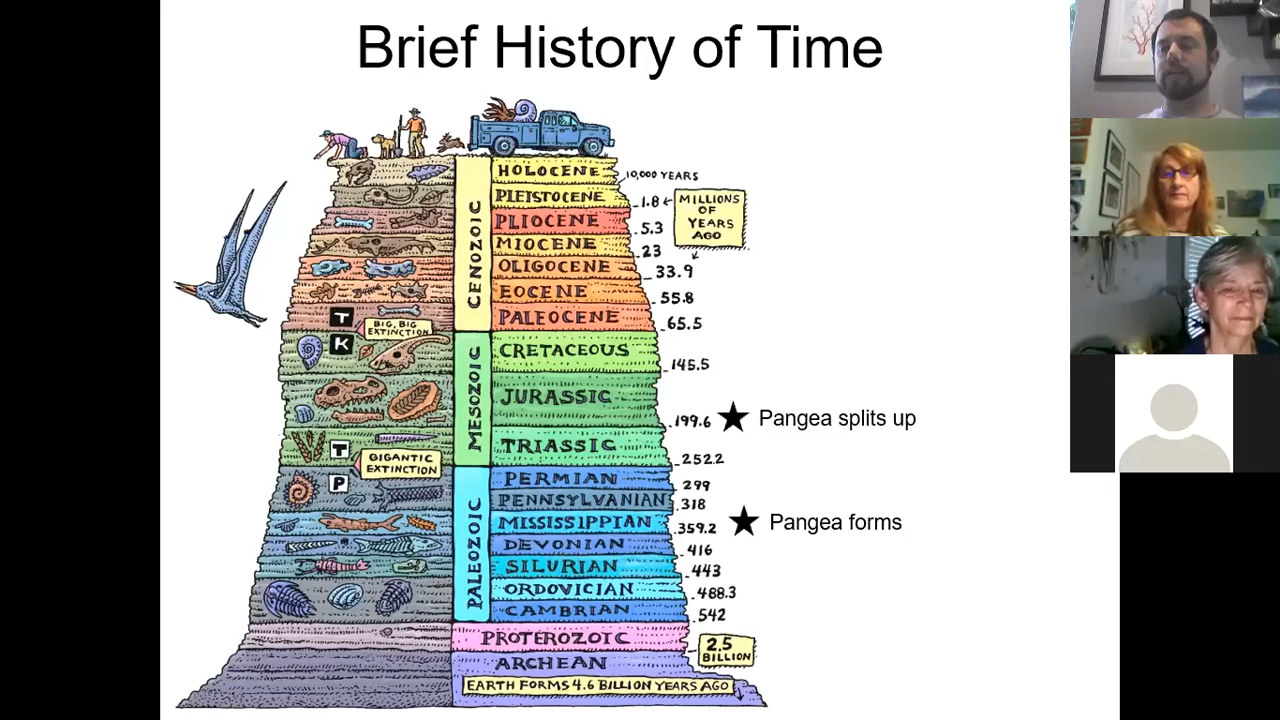 Brief History of Time
HOLOCENE
10,000 YEARS
PLEISTOCENE
1.8
MILLIONS
OF
YEARS
AGO
PLIOCENE
5.3
MIOCENE
23
OLIGOCENE
33.9
EOCENE
55.8
T
PALEOCENE
65.5
CENOZOIC
BIG, BIG
EXTINCTION
K
CRETACEOUS
145.5
JURASSIC
199.6
Pangea splits up
MESOZOIC
T
TRIASSIC
252.2
GIGANTIC
EXTINCTION
P
PERMIAN
299
PENNSYLVANIAN
318
MISSISSIPPIAN
359.2
Pangea forms
DEVONIAN
416
PALEOZOIC
SILURIAN
443
ORDOVICIAN
488.3
CAMBRIAN
542
PROTEROZOIC
2.5
BILLION
ARCHEAN
EARTH FORMS 4.6 BILLION YEARS AGO